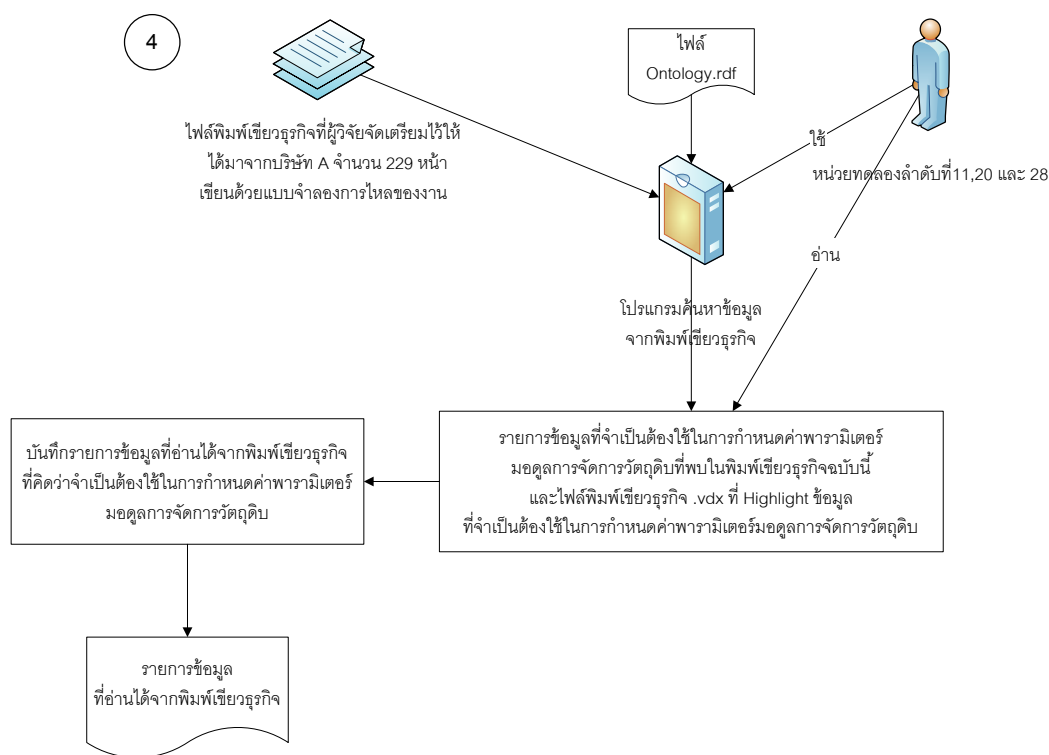 4
ไฟล์พิมพ์เขียวธุรกิจที่ผู้วิจัยจัดเตรียมไว้ให้
ได้มาจากบริษัท A จำนวน 229 หน้า
เขียนด้วยแบบจำลองการไหลของงาน
ไฟล์
Ontology.rdf
ใช้
หน่วยทดลองลำดับที่11,20 และ 28
อ่าน
โปรแกรมค้นหาข้อมูล
จากพิมพ์เขียวธุรกิจ
รายการข้อมูลที่จำเป็นต้องใช้ในการกำหนดค่าพารามิเตอร์
มอดูลการจัดการวัตถุดิบที่พบในพิมพ์เขียวธุรกิจฉบับนี้
และไฟล์พิมพ์เขียวธุรกิจ .vdx ที่ Highlight ข้อมูล
ที่จำเป็นต้องใช้ในการกำหนดค่าพารามิเตอร์มอดูลการจัดการวัตถุดิบ
บันทึกรายการข้อมูลที่อ่านได้จากพิมพ์เขียวธุรกิจ
ที่คิดว่าจำเป็นต้องใช้ในการกำหนดค่าพารามิเตอร์
มอดูลการจัดการวัตถุดิบ
รายการข้อมูล
ที่อ่านได้จากพิมพ์เขียวธุรกิจ